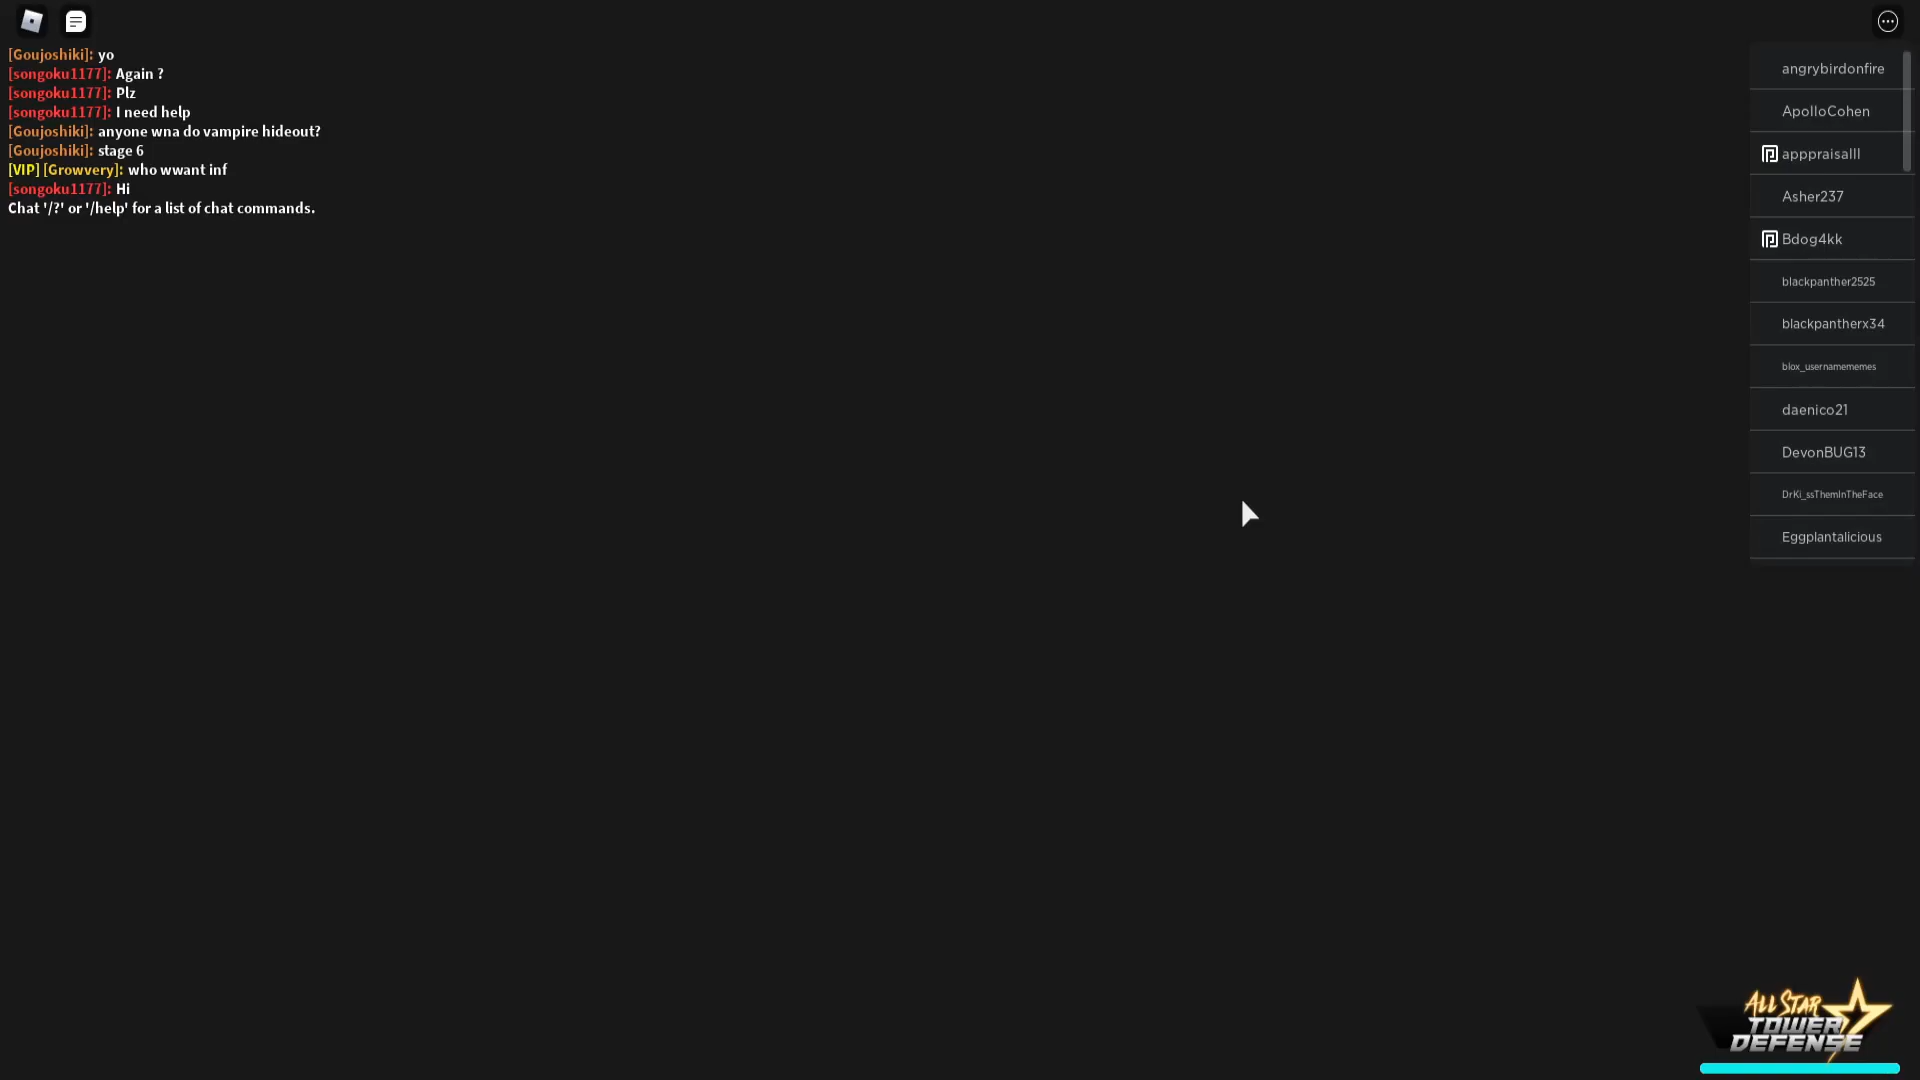 [Goujoshiki]: yo
[songoku1177]: Again ?
[songoku1177]: Plz
[songoku1177]: I need help
[Goujoshiki]: anyone wna do vampire hideout?
[Goujoshiki]: stage 6
[VIP] [Growvery]: who wwant inf
[songoku1177]: Hi
Chat '/?' or '/help' for a list of chat commands.
angrybirdonfire
ApolloCohen
apppraisalll
Asher237
Bdog4kk
blackpanther2525
blackpantherx34
blox_usernamememes
daenico21
DevonBUG13
DrKi_ssThemInTheFace
Eggplantalicious
ALL STAR
TOWER
DEFENSE